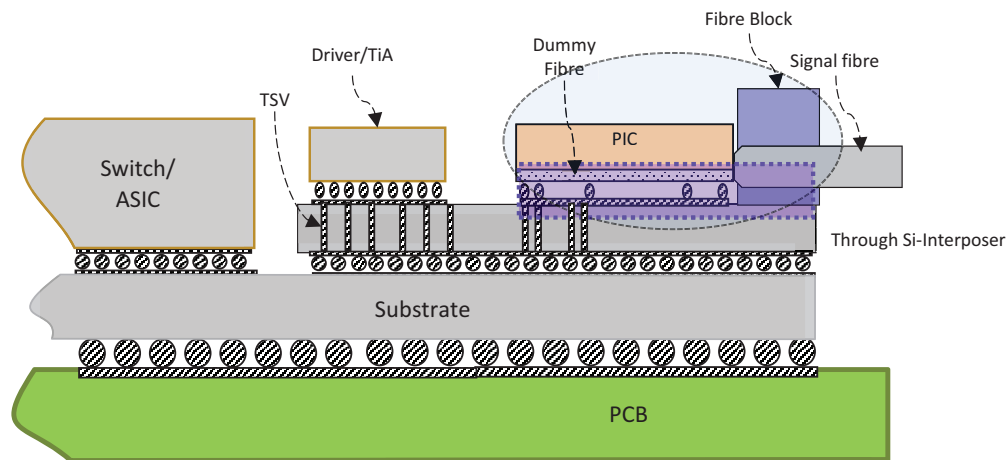 Fibre Block
Driver/TiA
Dummy
Fibre
Signal fibre
TSV
PIC
Switch/
ASIC
Through Si-Interposer
Substrate
PCB